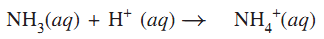 NH₃(aq) + H⁺ (aq) → NH₄⁺(aq)